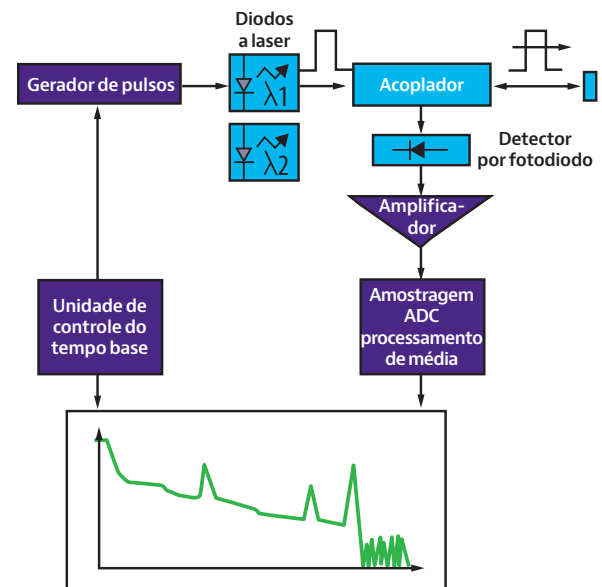 Diodos
a laser
Gerador de pulsos
λ1
Acoplador
λ2
Detector
por fotodiodo
Amplifica-
dor
Unidade de
controle do
tempo base
Amostragem
ADC
processamento
de média